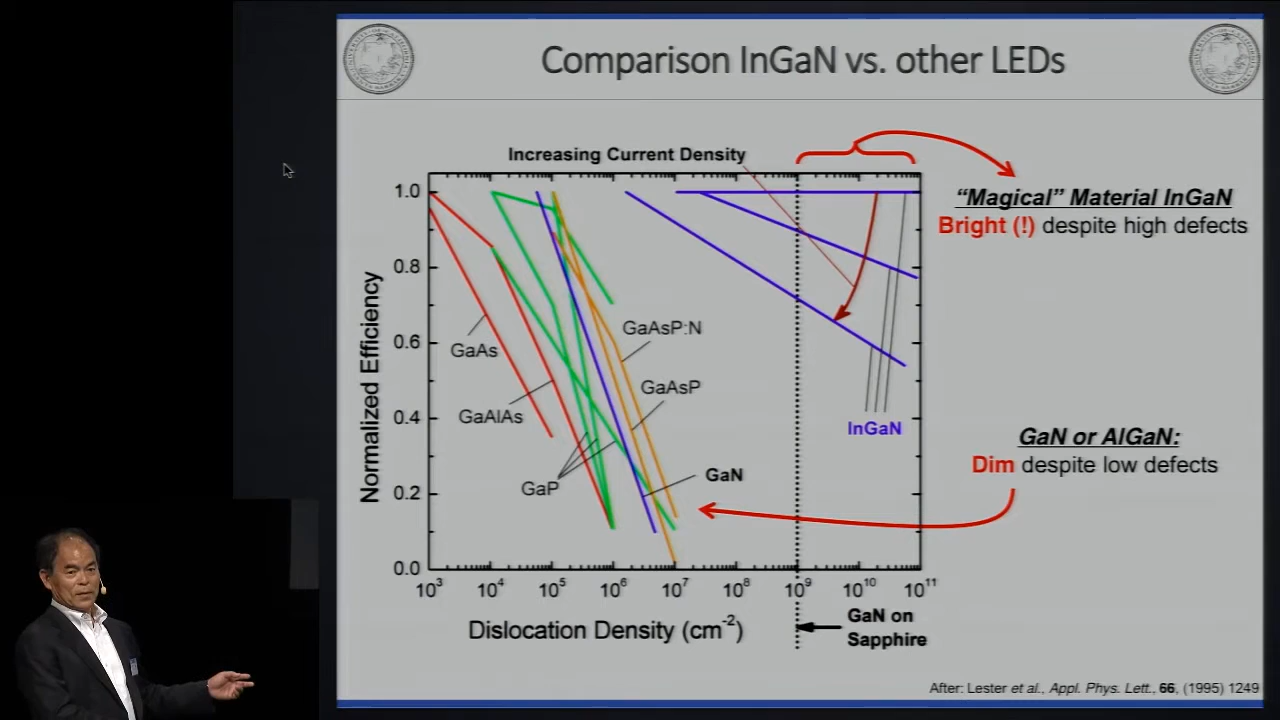 Comparison InGaN vs. other LEDs
Increasing Current Density
"Magical" Material InGaN
Bright (!) despite high defects
1.0
0.8
0.6
0.4
0.2
0.0
Normalized Efficiency
GaAs
GaAlAs
GaP
GaAsP:N
GaAsP
GaN
InGaN
GaN or AlGaN:
Dim despite low defects
10³ 10⁴ 10⁵ 10⁶ 10⁷ 10⁸ 10⁹ 10¹⁰ 10¹¹
Dislocation Density (cm⁻²)
GaN on
Sapphire
After: Lester et al., Appl. Phys. Lett., 66, (1995) 1249